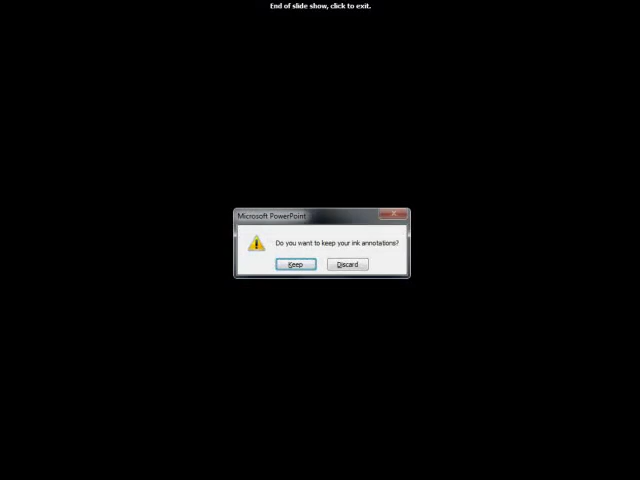 End of slide show, click to exit.
Microsoft PowerPoint
Do you want to keep your ink annotations?
Keep
Discard